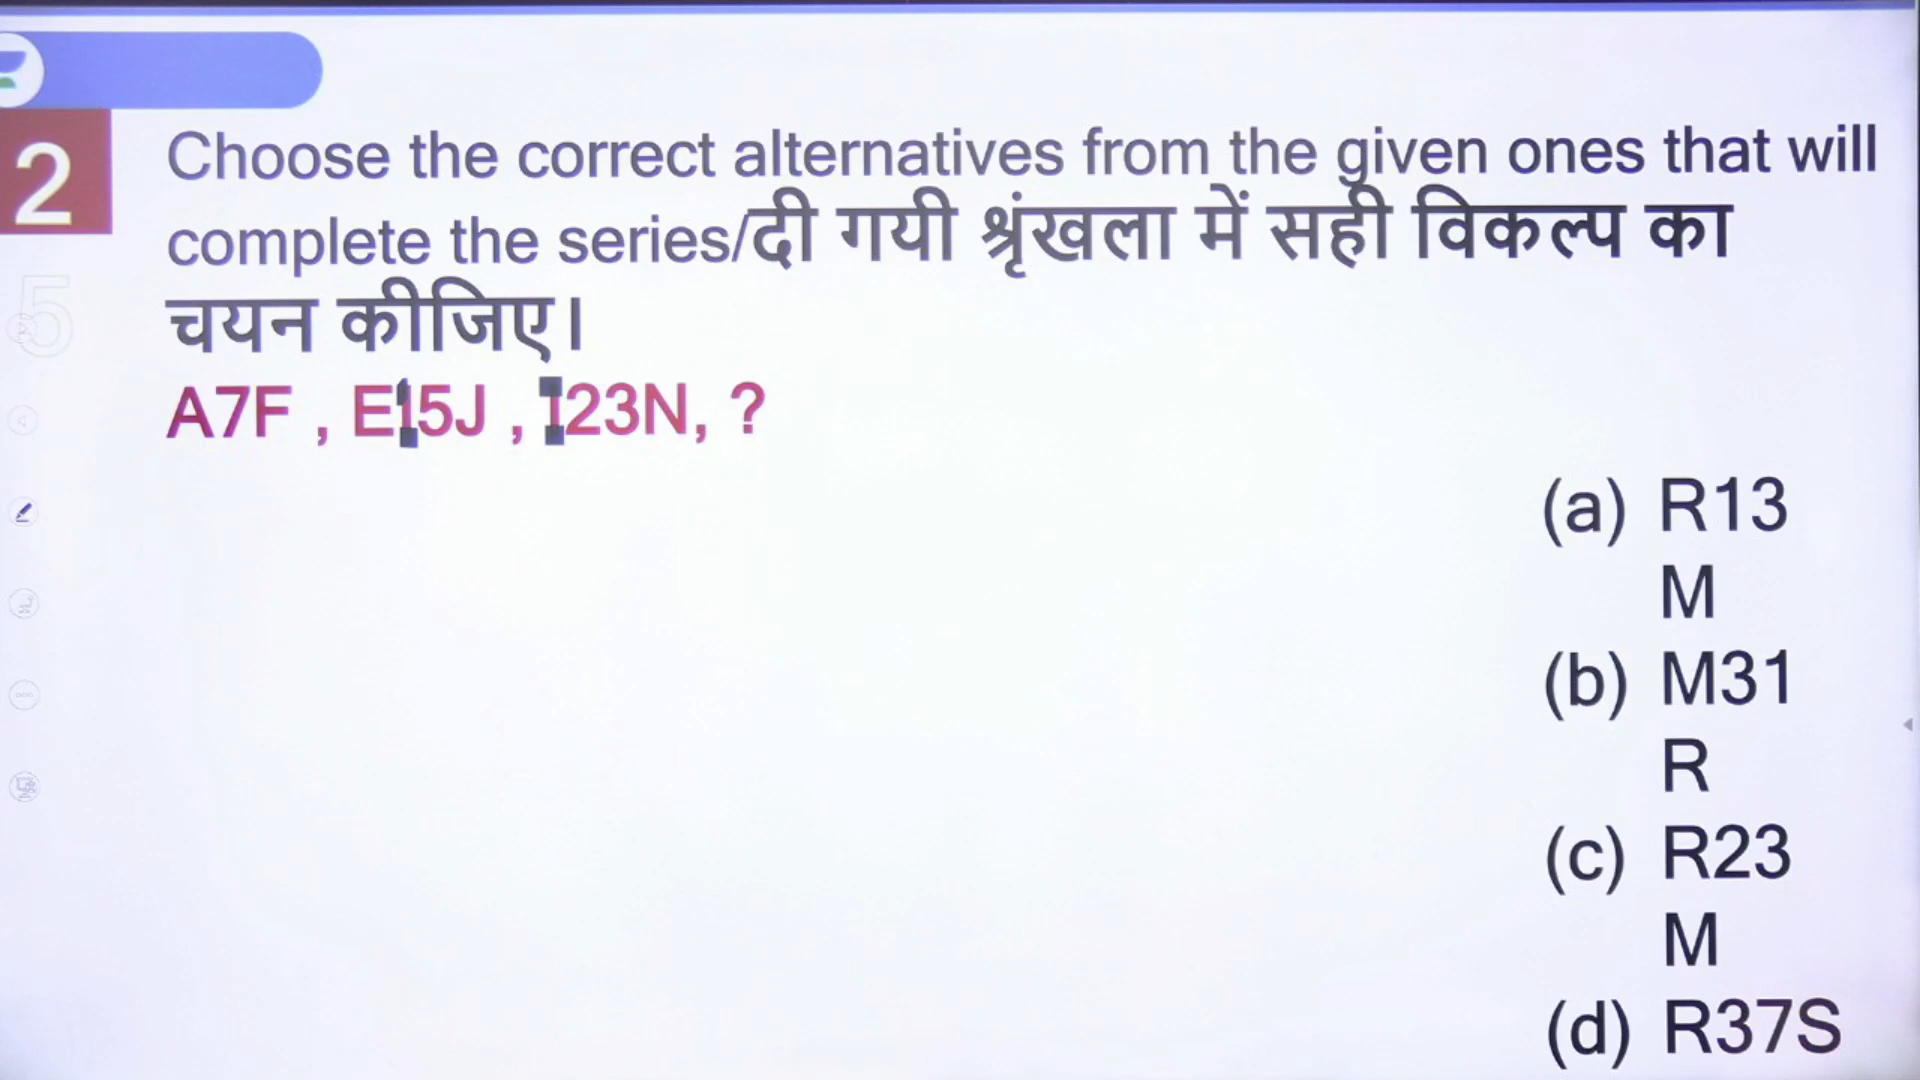 2
Choose the correct alternatives from the given ones that will
complete the series/दी गयी श्रृंखला में सही विकल्प का
चयन कीजिए।
5
A7F , E15J , I23N, ?
(a) R13
M
(b) M31
R
(c) R23
M
(d) R37S